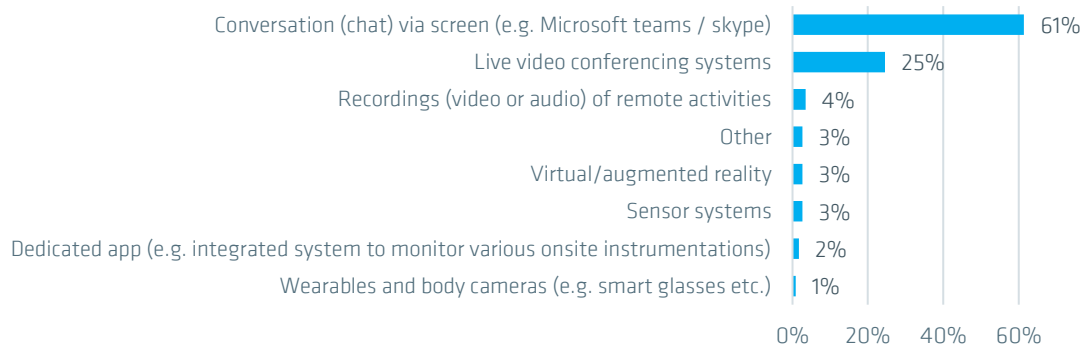 Conversation (chat) via screen (e.g. Microsoft teams / skype) 61%
Live video conferencing systems 25%
Recordings (video or audio) of remote activities 4%
Other 3%
Virtual/augmented reality 3%
Sensor systems 3%
Dedicated app (e.g. integrated system to monitor various onsite instrumentations) 2%
Wearables and body cameras (e.g. smart glasses etc.) 1%
0% 20% 40% 60%